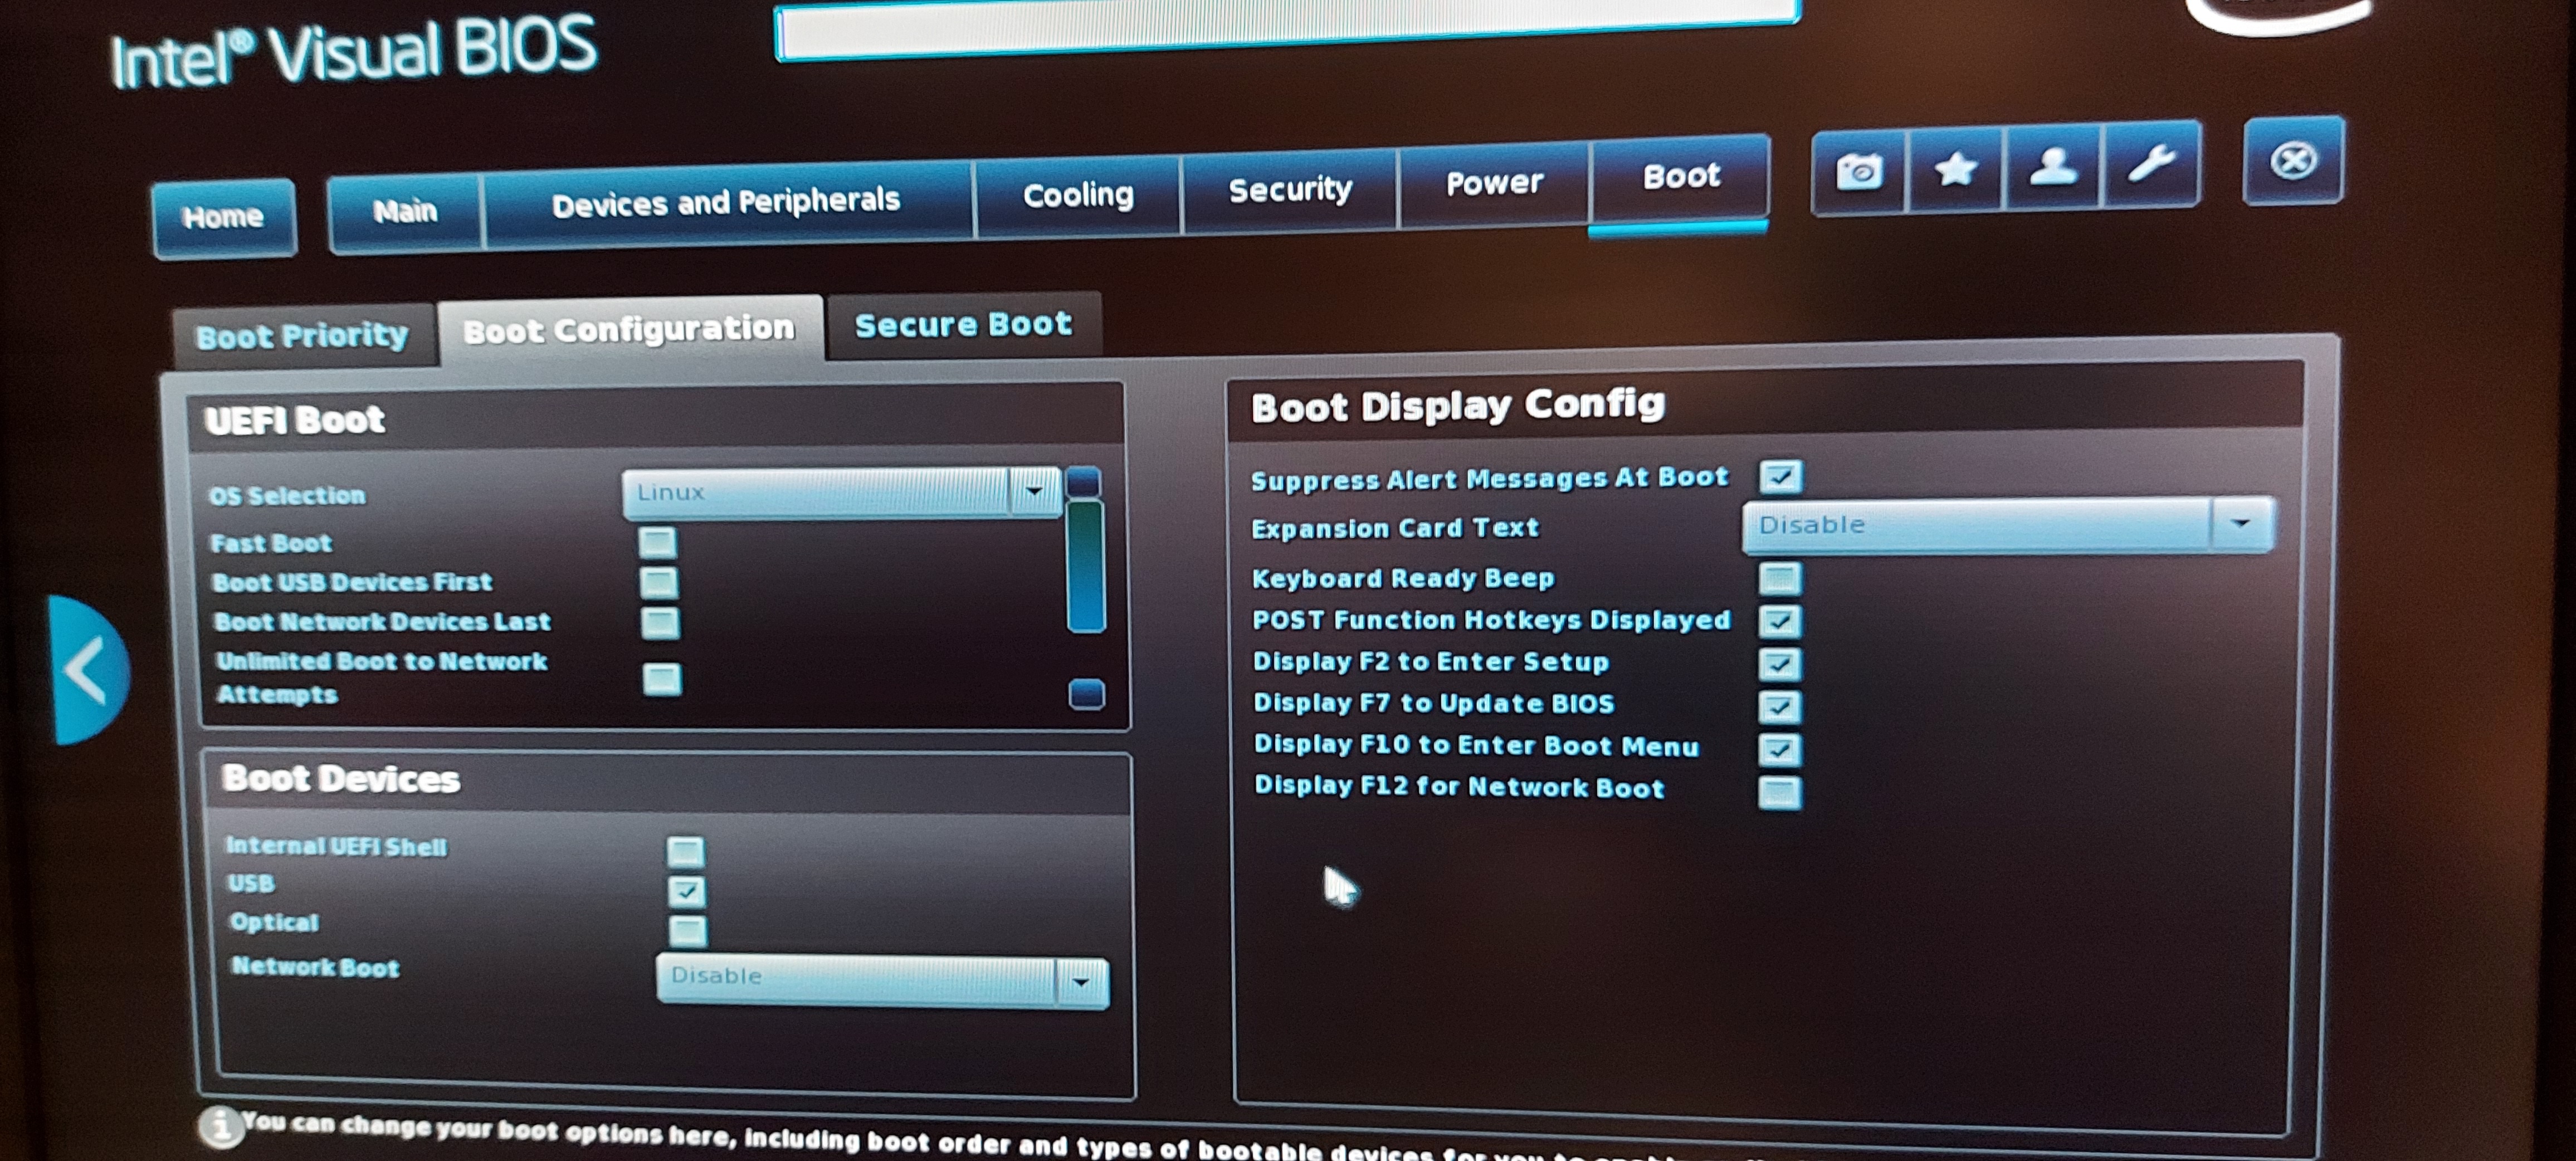 Intel® Visual BIOS
Home
Main
Devices and Peripherals
Cooling
Security
Power
Boot
Boot Priority
Boot Configuration
Secure Boot
UEFI Boot
OS Selection
Linux
Fast Boot
Boot USB Devices First
Boot Network Devices Last
Unlimited Boot to Network
Attempts
Boot Devices
Internal UEFI Shell
USB
Optical
Network Boot
Disable
Boot Display Config
Suppress Alert Messages At Boot
Expansion Card Text
Disable
Keyboard Ready Beep
POST Function Hotkeys Displayed
Display F2 to Enter Setup
Display F7 to Update BIOS
Display F10 to Enter Boot Menu
Display F12 for Network Boot
You can change your boot options here, including boot order and types of bootable devices for you to